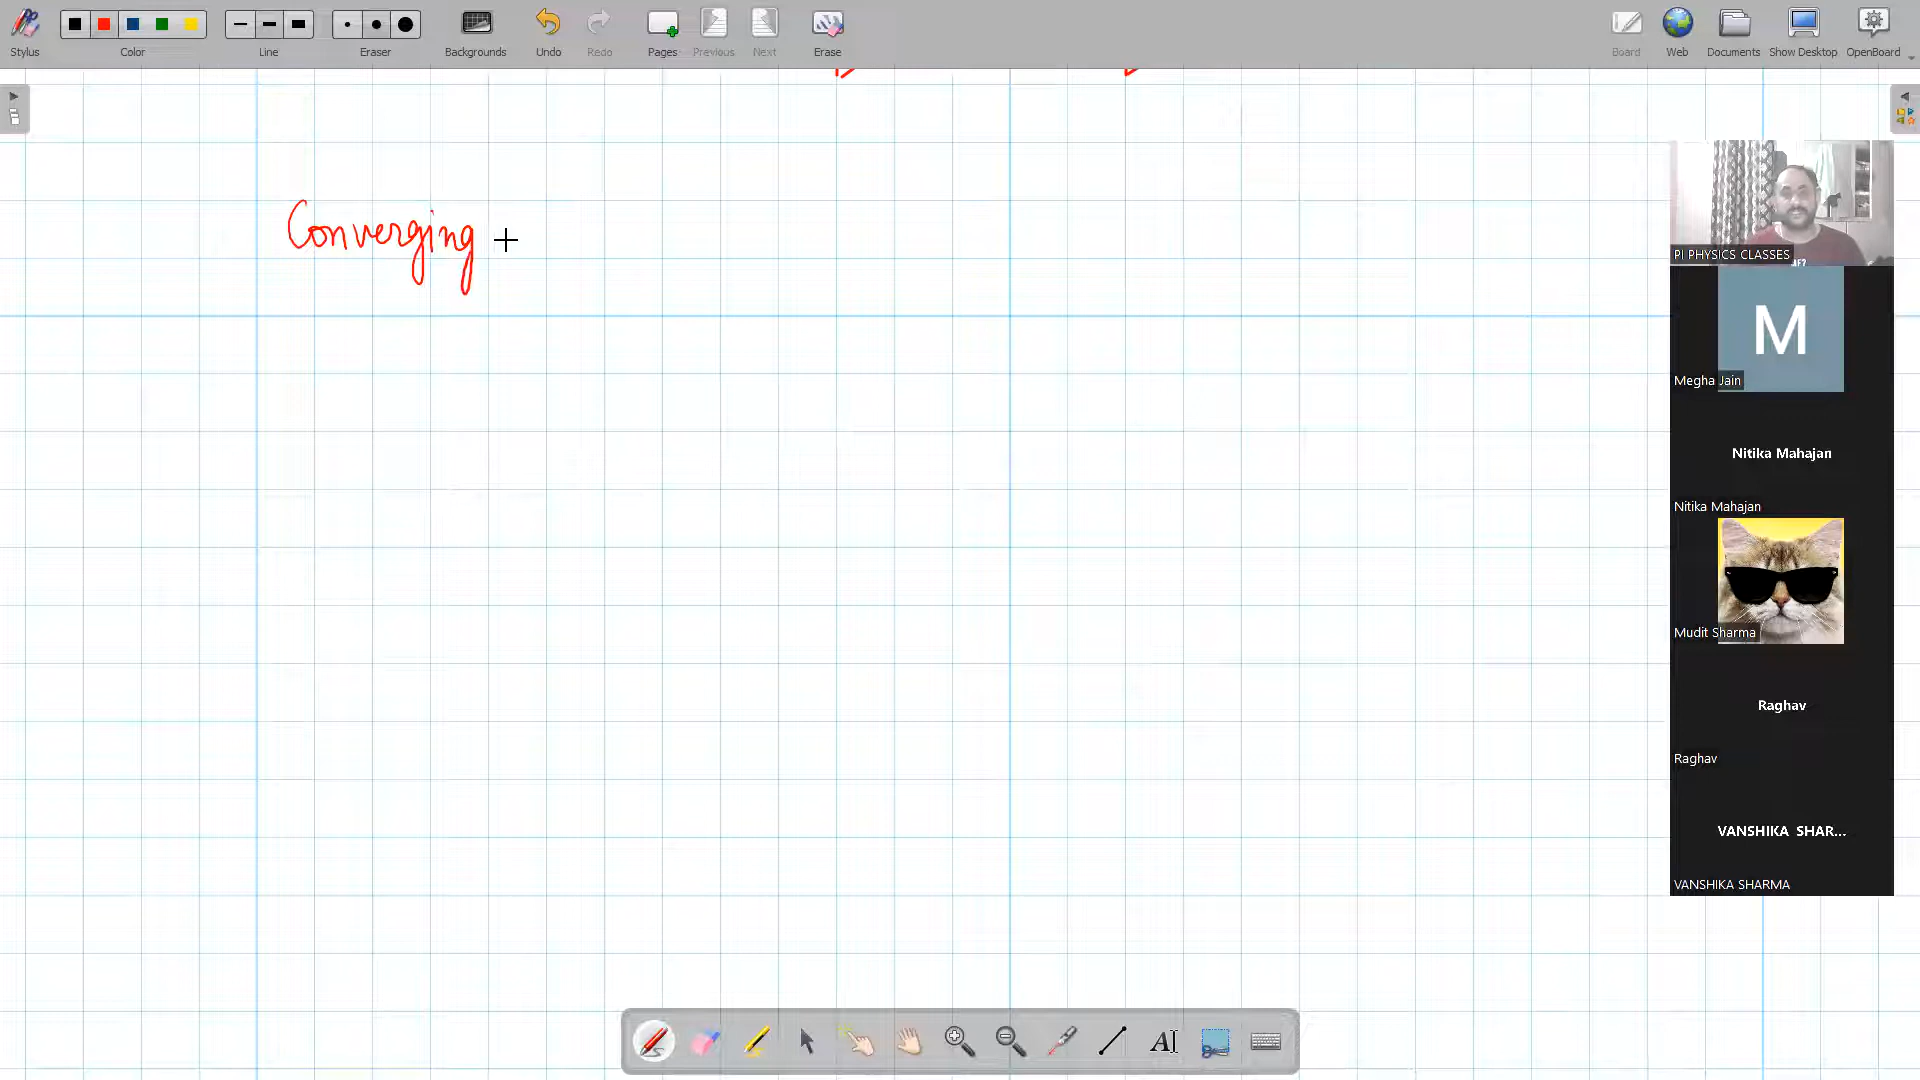 Stylus
Color
Line
Eraser
Backgrounds
Undo
Redo
Pages
Previous
Next
Erase
Board
Web
Documents
Show Desktop
OpenBoard
Converging
PI PHYSICS CLASSES
M
Megha Jain
Nitika Mahajan
Nitika Mahajan
Mudit Sharma
Raghav
Raghav
VANSHIKA SHAR...
VANSHIKA SHARMA